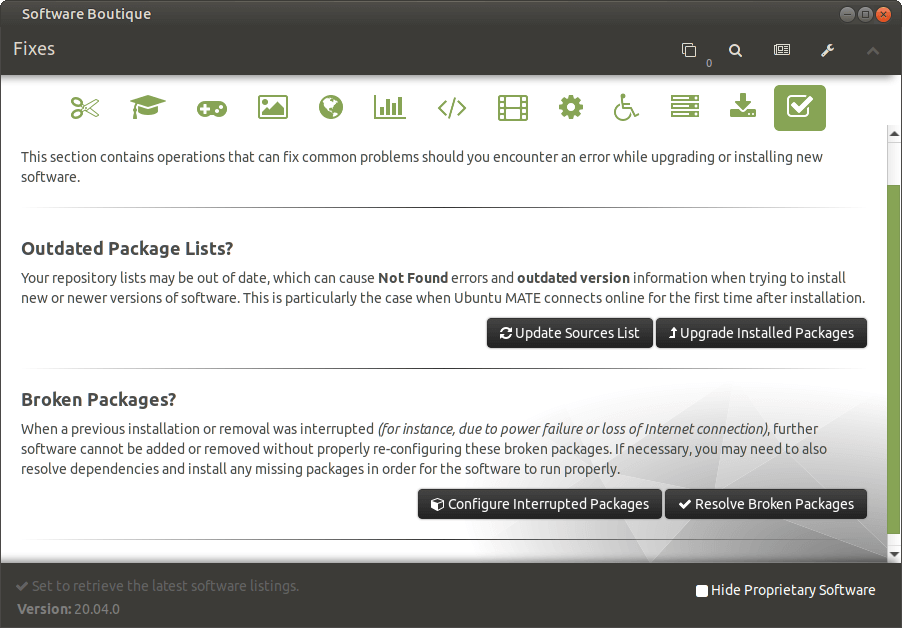 Software Boutique
Fixes
0
This section contains operations that can fix common problems should you encounter an error while upgrading or installing new
software.
Outdated Package Lists?
Your repository lists may be out of date, which can cause Not Found errors and outdated version information when trying to install
new or newer versions of software. This is particularly the case when Ubuntu MATE connects online for the first time after installation.
Update Sources List
Upgrade Installed Packages
Broken Packages?
When a previous installation or removal was interrupted (for instance, due to power failure or loss of Internet connection), further
software cannot be added or removed without properly re-configuring these broken packages. If necessary, you may need to also
resolve dependencies and install any missing packages in order for the software to run properly.
Configure Interrupted Packages
Resolve Broken Packages
Set to retrieve the latest software listings.
Hide Proprietary Software
Version: 20.04.0